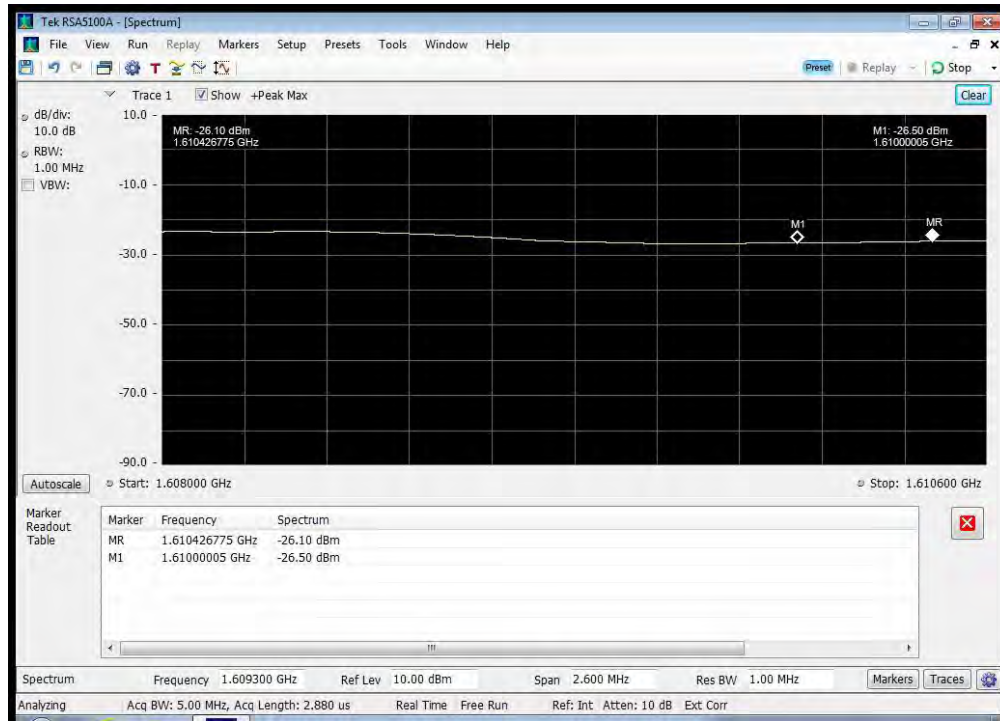 Tek RSA5100A - [Spectrum]
File View Run Replay Markers Setup Presets Tools Window Help
Preset Replay Stop
Trace 1 Show +Peak Max Clear
dB/div:
10.0 dB
RBW:
1.00 MHz
VBW:
10.0
-10.0
-30.0
-50.0
-70.0
-90.0
MR: -26.10 dBm
1.610426775 GHz
M1: -26.50 dBm
1.61000005 GHz
M1
MR
Autoscale Start: 1.608000 GHz Stop: 1.610600 GHz
Marker
Readout
Table
Marker Frequency Spectrum
MR 1.610426775 GHz -26.10 dBm
M1 1.61000005 GHz -26.50 dBm
Spectrum Frequency 1.609300 GHz Ref Lev 10.00 dBm Span 2.600 MHz Res BW 1.00 MHz Markers Traces
Analyzing Acq BW: 5.00 MHz, Acq Length: 2.880 us Real Time Free Run Ref: Int Atten: 10 dB Ext Corr